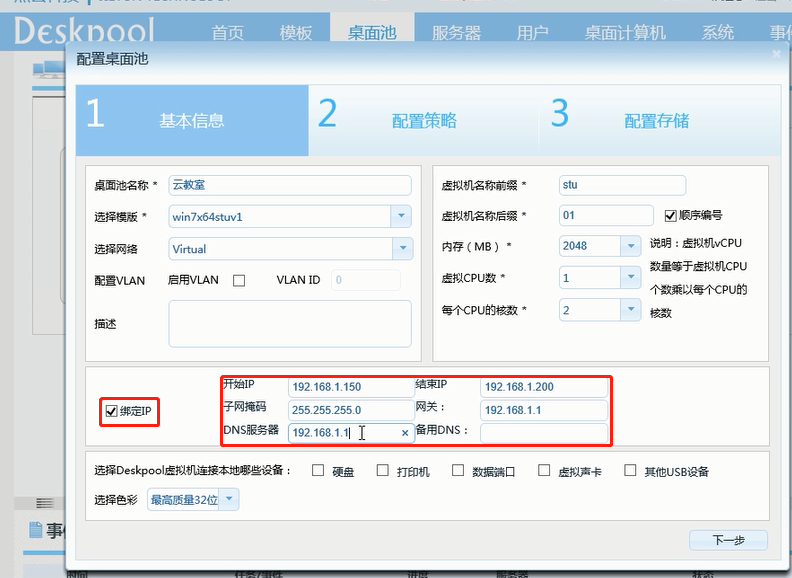 Deskpool 首页 模板 桌面池 服务器 用户 桌面计算机 系统
配置桌面池
1 基本信息 2 配置策略 3 配置存储
桌面池名称 * 云教室
选择模版 * win7x64stuv1
选择网络 Virtual
配置VLAN 启用VLAN VLAN ID 0
描述
虚拟机名称前缀 * stu
虚拟机名称后缀 * 01 顺序编号
内存（MB） * 2048
虚拟CPU数 * 1
每个CPU的核数 * 2
说明：虚拟机vCPU
数量等于虚拟机CPU
个数乘以每个CPU的
核数
绑定IP
开始IP 192.168.1.150 结束IP 192.168.1.200
子网掩码 255.255.255.0 网关： 192.168.1.1
DNS服务器 192.168.1.1 备用DNS：
选择Deskpool虚拟机连接本地哪些设备： 硬盘 打印机 数据端口 虚拟声卡 其他USB设备
选择色彩 最高质量32位
下一步